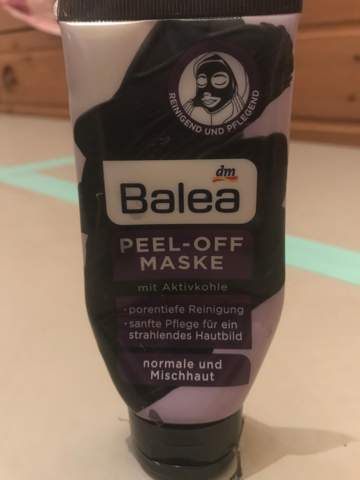 REINIGEND UND PFLEGEND
dm
Balea
PEEL-OFF
MASKE
mit Aktivkohle
• porentiefe Reinigung
• sanfte Pflege für ein
strahlendes Hautbild
normale und
Mischhaut